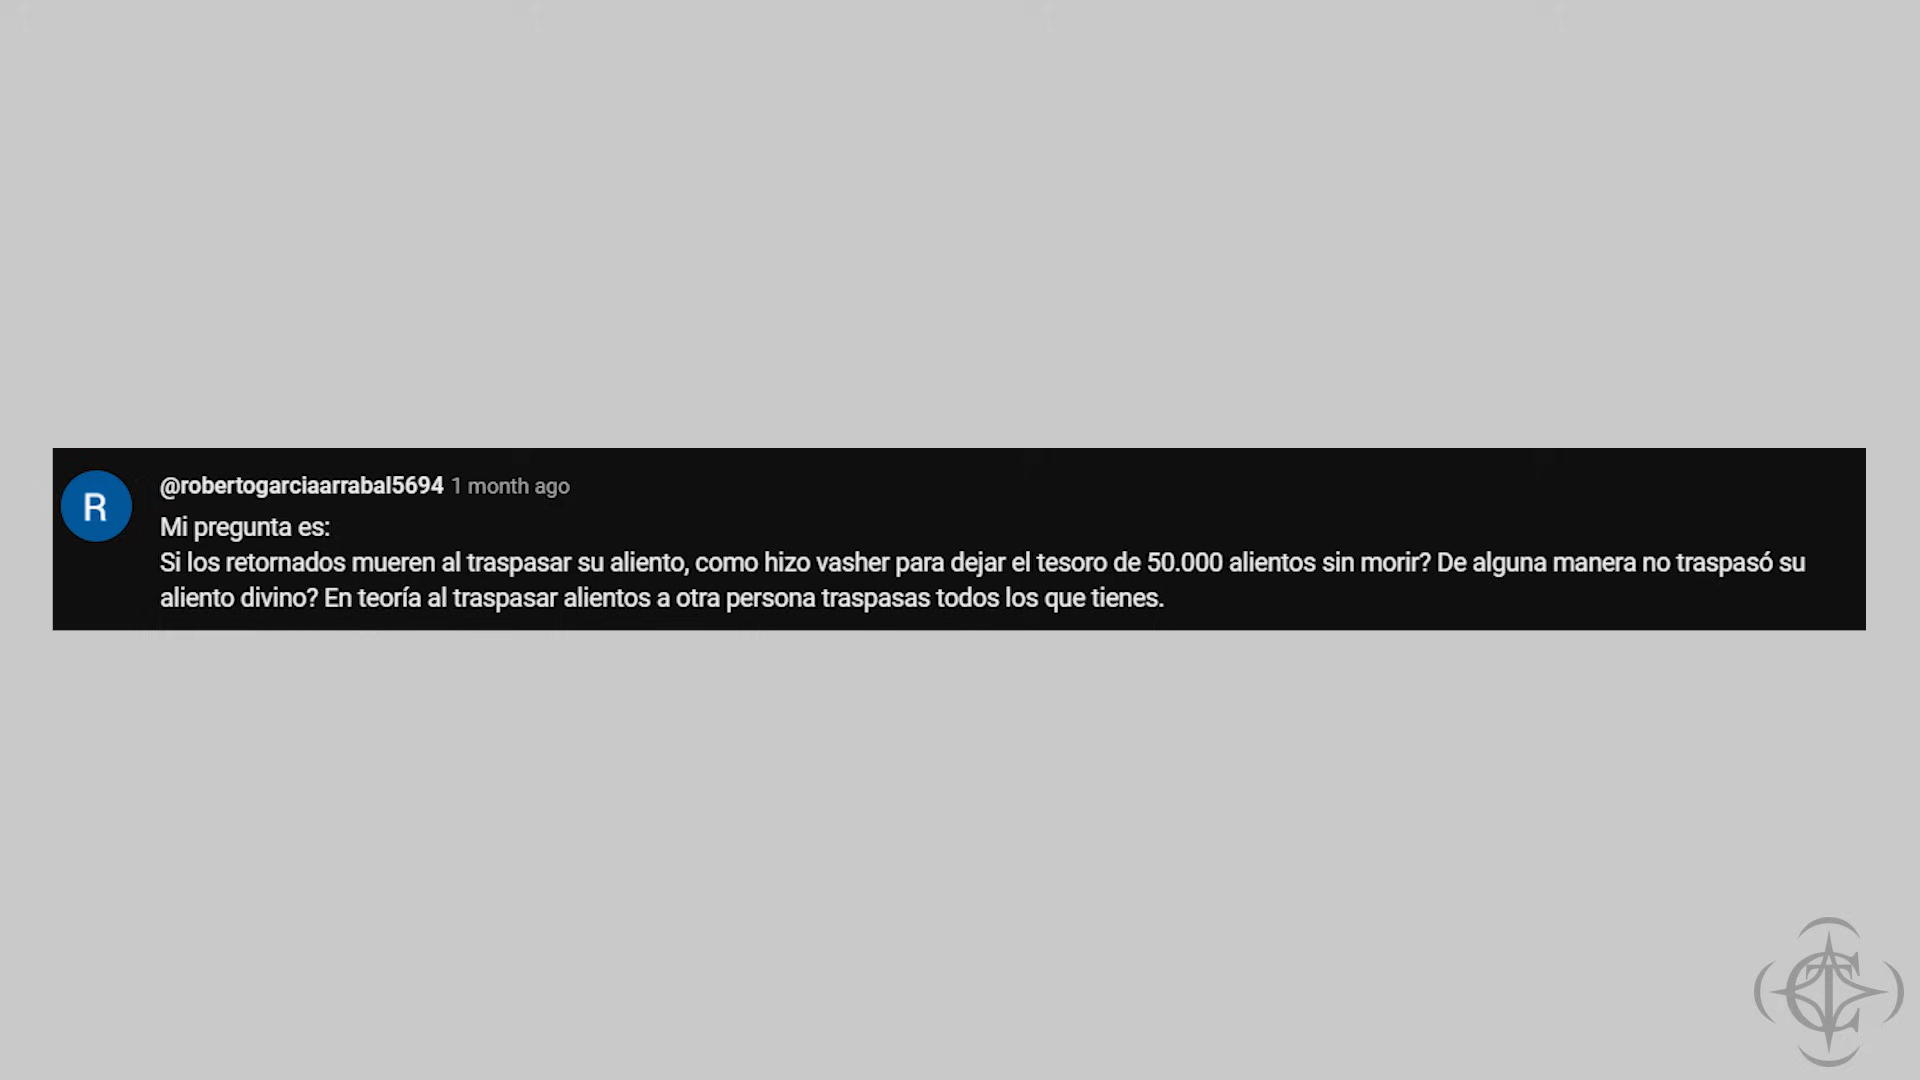 R
@robertogarciaarrabal5694 1 month ago
Mi pregunta es:
Si los retornados mueren al traspasar su aliento, como hizo vasher para dejar el tesoro de 50.000 alientos sin morir? De alguna manera no traspasó su
aliento divino? En teoría al traspasar alientos a otra persona traspasas todos los que tienes.